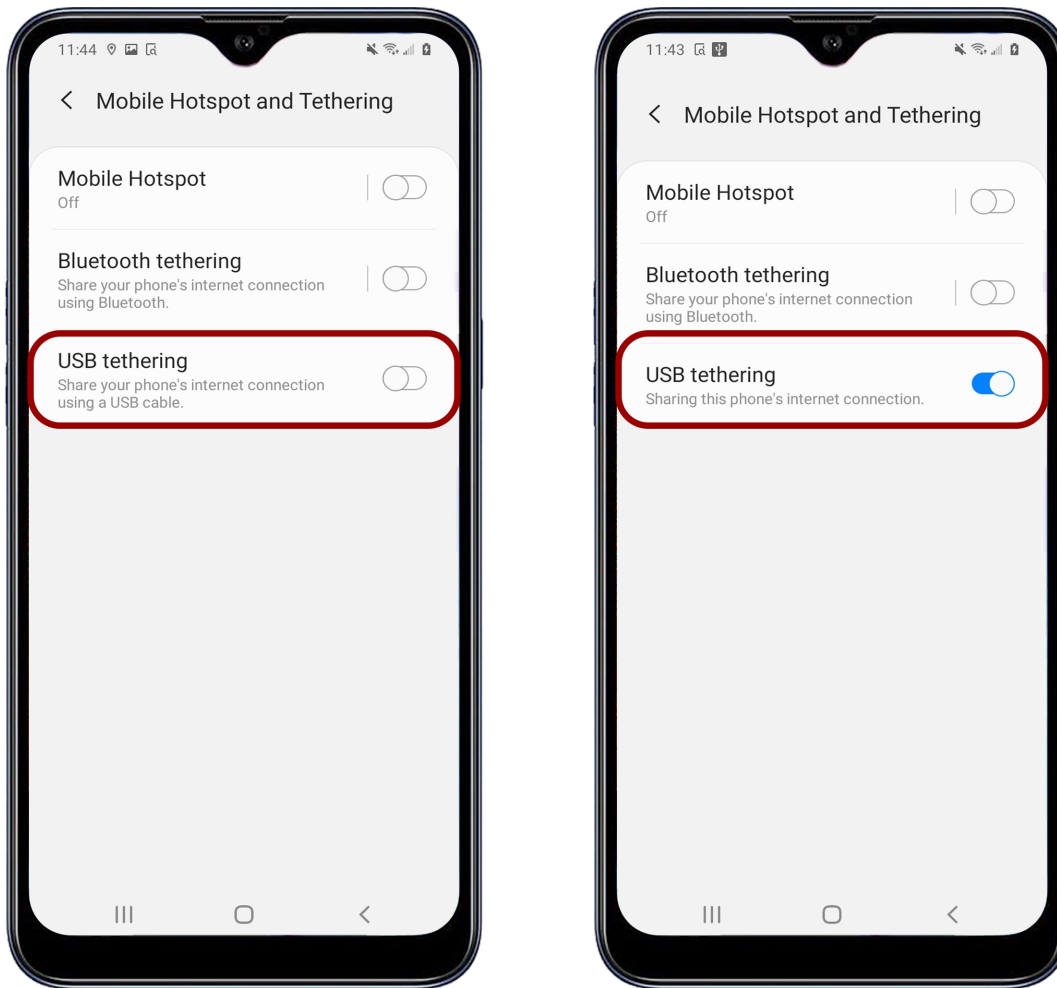 11:44
Mobile Hotspot and Tethering
Mobile Hotspot
Off
Bluetooth tethering
Share your phone's internet connection
using Bluetooth.
USB tethering
Share your phone's internet connection
using a USB cable.
11:43
Mobile Hotspot and Tethering
Mobile Hotspot
Off
Bluetooth tethering
Share your phone's internet connection
using Bluetooth.
USB tethering
Sharing this phone's internet connection.